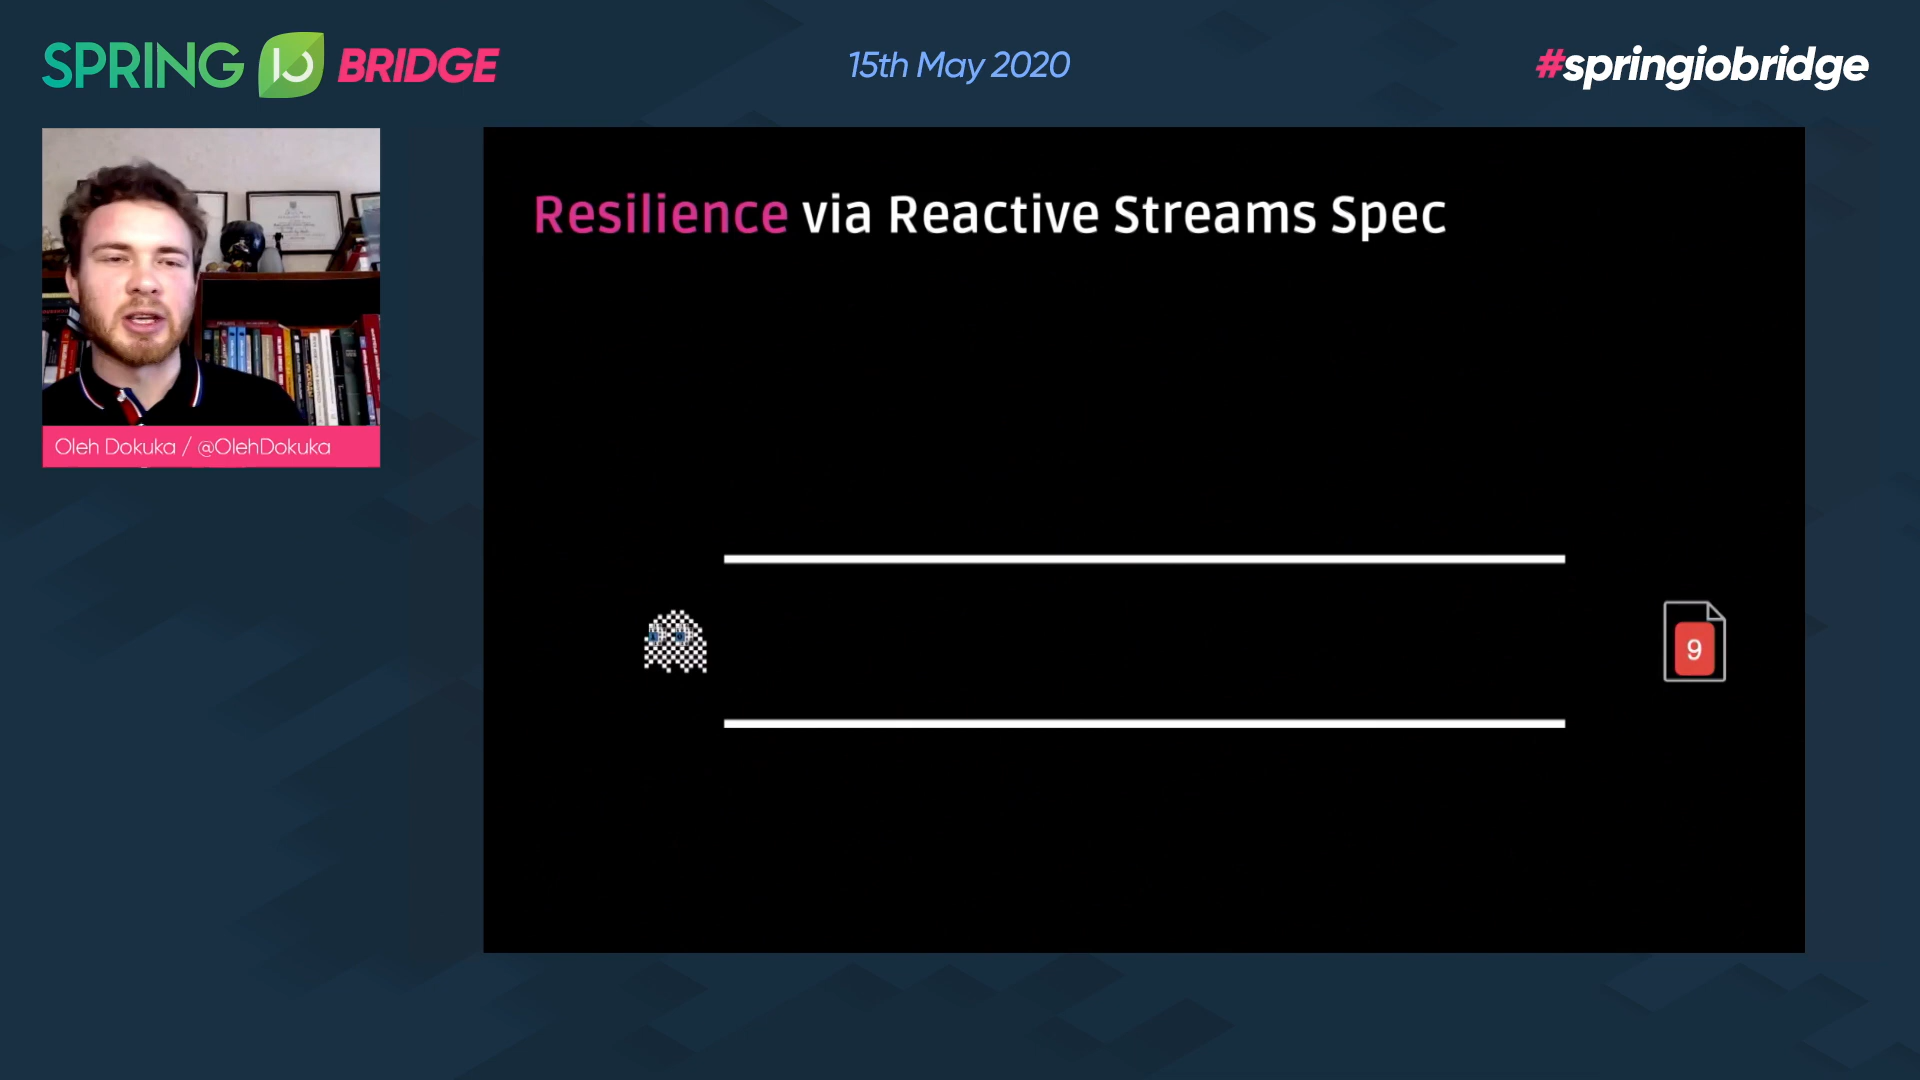 SPRING IO BRIDGE
15th May 2020
#springiobridge
Resilience via Reactive Streams Spec
Oleh Dokuka / @OlehDokuka
9